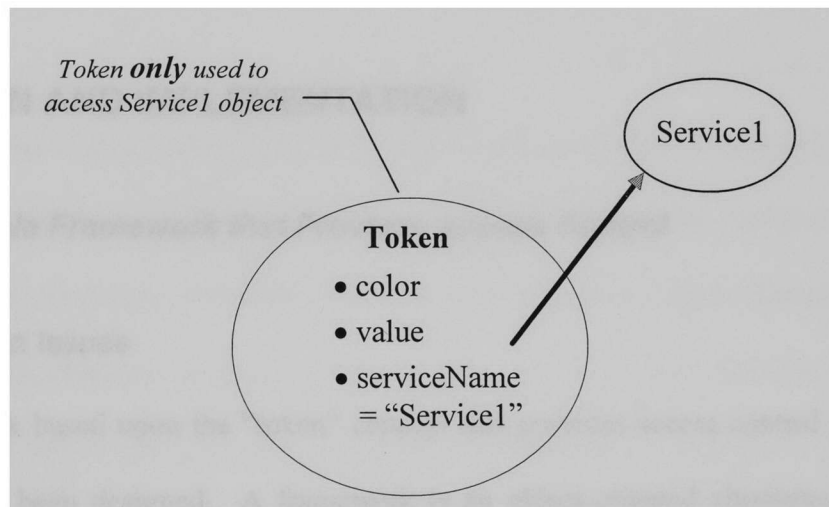 Token only used to
access Service1 object
Service1
Token
• color
• value
• serviceName
= "Service1"